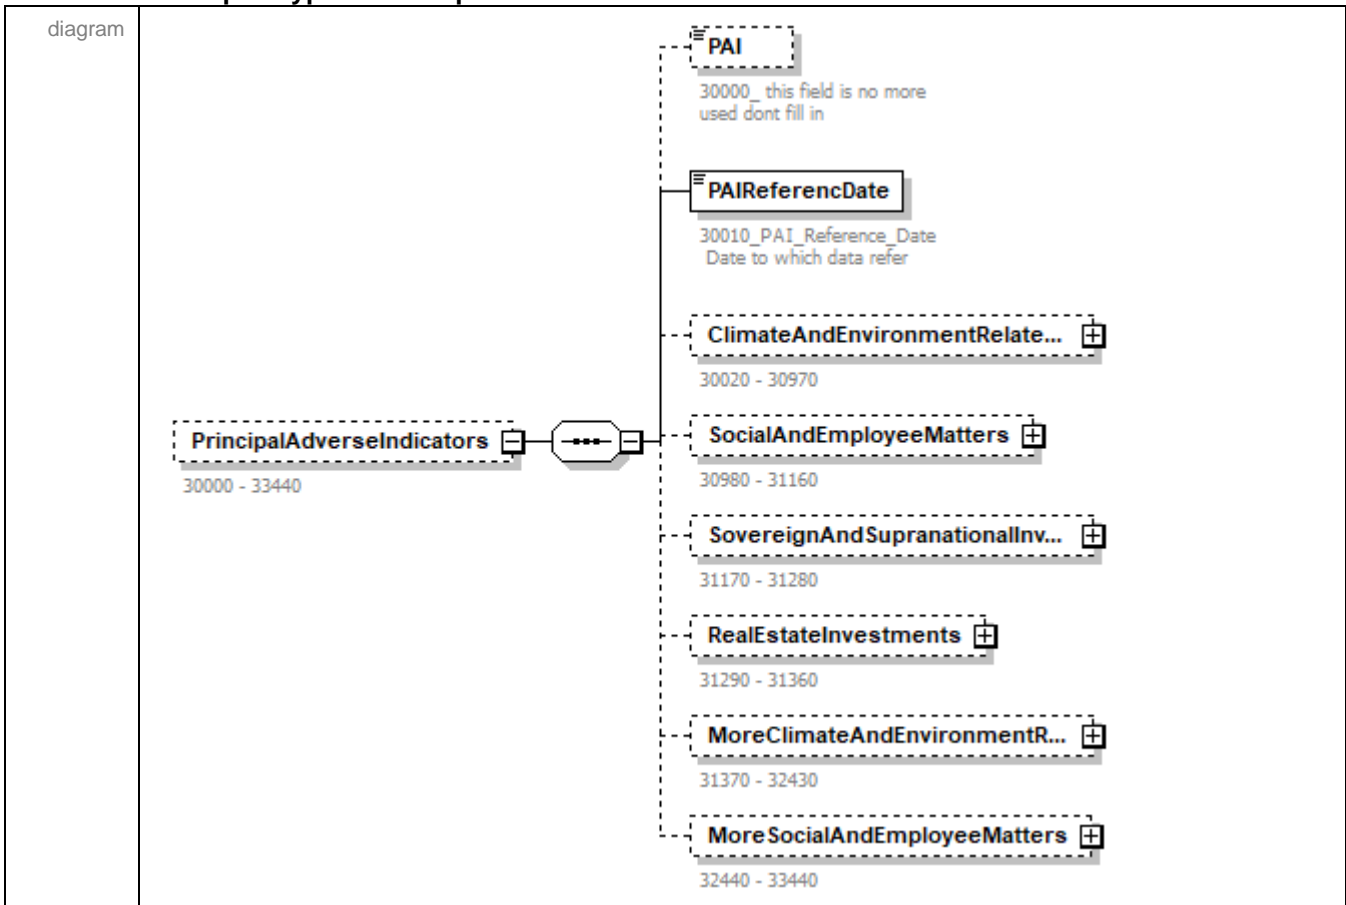 diagram
PAI
30000_ this field is no more
used dont fill in
PAIReferencDate
30010_PAI_Reference_Date
Date to which data refer
ClimateAndEnvironmentRelate...
30020 - 30970
PrincipalAdverseIndicators
30000 - 33440
SocialAndEmployeeMatters
30980 - 31160
SovereignAndSupranationalInv...
31170 - 31280
RealEstateInvestments
31290 - 31360
MoreClimateAndEnvironmentR...
31370 - 32430
MoreSocialAndEmployeeMatters
32440 - 33440